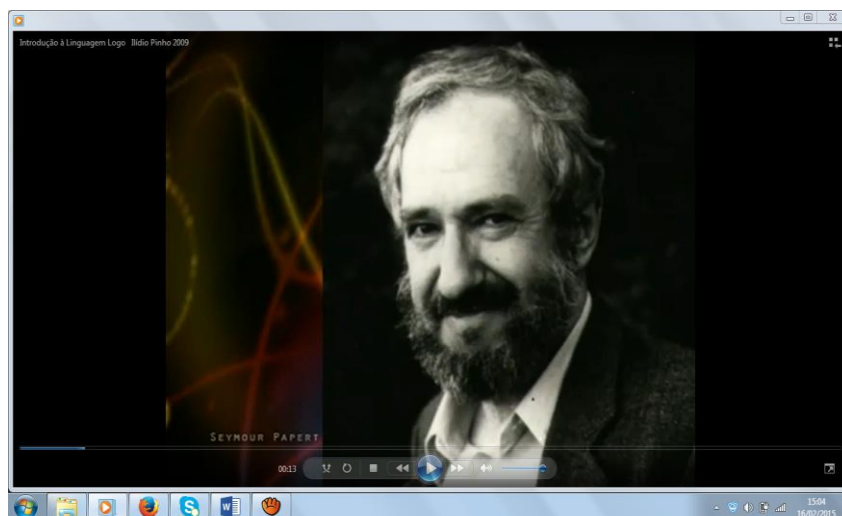 Introdução à Linguagem Logo Ilídio Pinho 2009
SEYMOUR PAPERT
00:13
15:04
16/02/2015